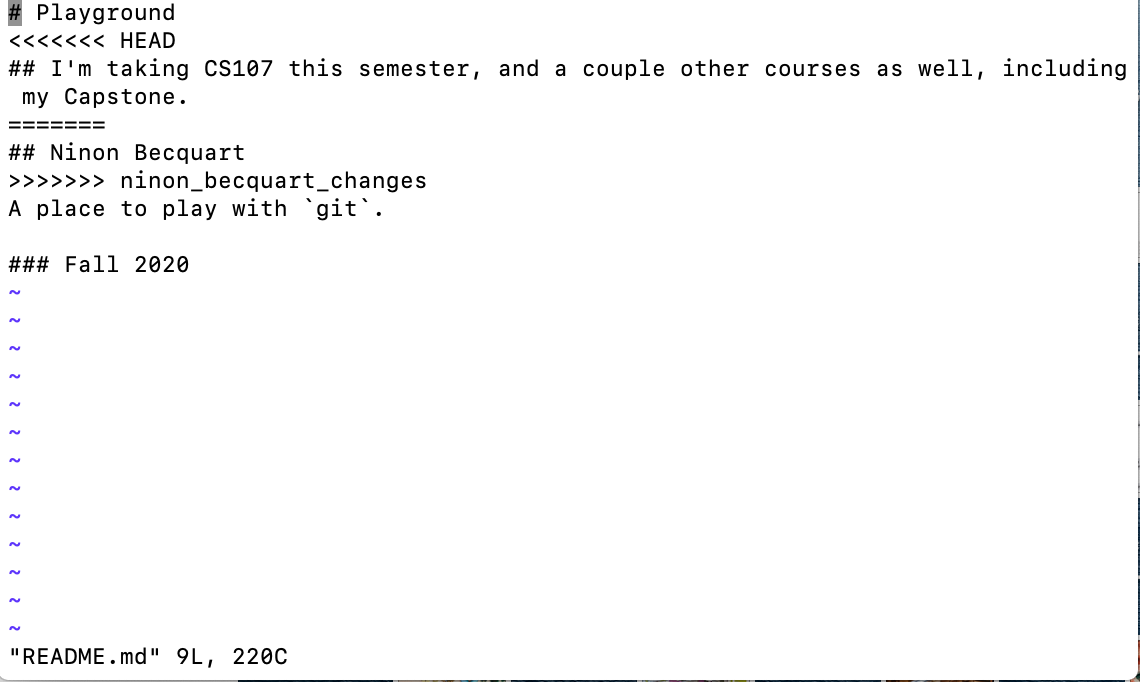 # Playground
<<<<<<< HEAD
## I'm taking CS107 this semester, and a couple other courses as well, including
 my Capstone.
=======
## Ninon Becquart
>>>>>>> ninon_becquart_changes
A place to play with `git`.

### Fall 2020
~
~
~
~
~
~
~
~
~
~
~
~
~
"README.md" 9L, 220C